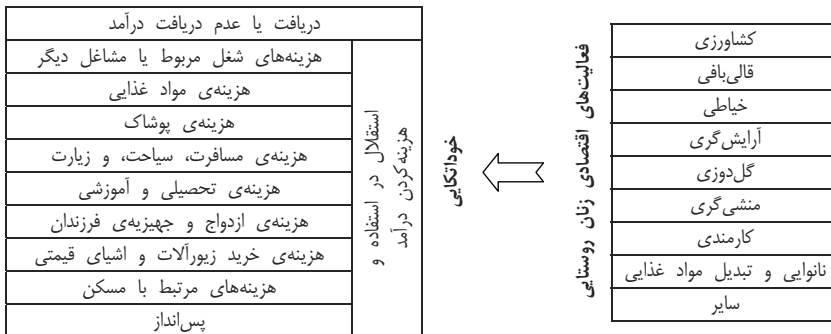 فعالیت‌های اقتصادی زنان روستایی
کشاورزی
قالی‌بافی
خیاطی
آرایش‌گری
گل‌دوزی
منشی‌گری
کارمندی
نانوایی و تبدیل مواد غذایی
سایر
خوداتکایی
دریافت یا عدم دریافت درآمد
استقلال در استفاده و
هزینه‌کردن درآمد
هزینه‌های شغل مربوط یا مشاغل دیگر
هزینه‌ی مواد غذایی
هزینه‌ی پوشاک
هزینه‌ی مسافرت، سیاحت، و زیارت
هزینه‌ی تحصیلی و آموزشی
هزینه‌ی ازدواج و جهیزیه‌ی فرزندان
هزینه‌ی خرید زیورآلات و اشیای قیمتی
هزینه‌های مرتبط با مسکن
پس‌انداز